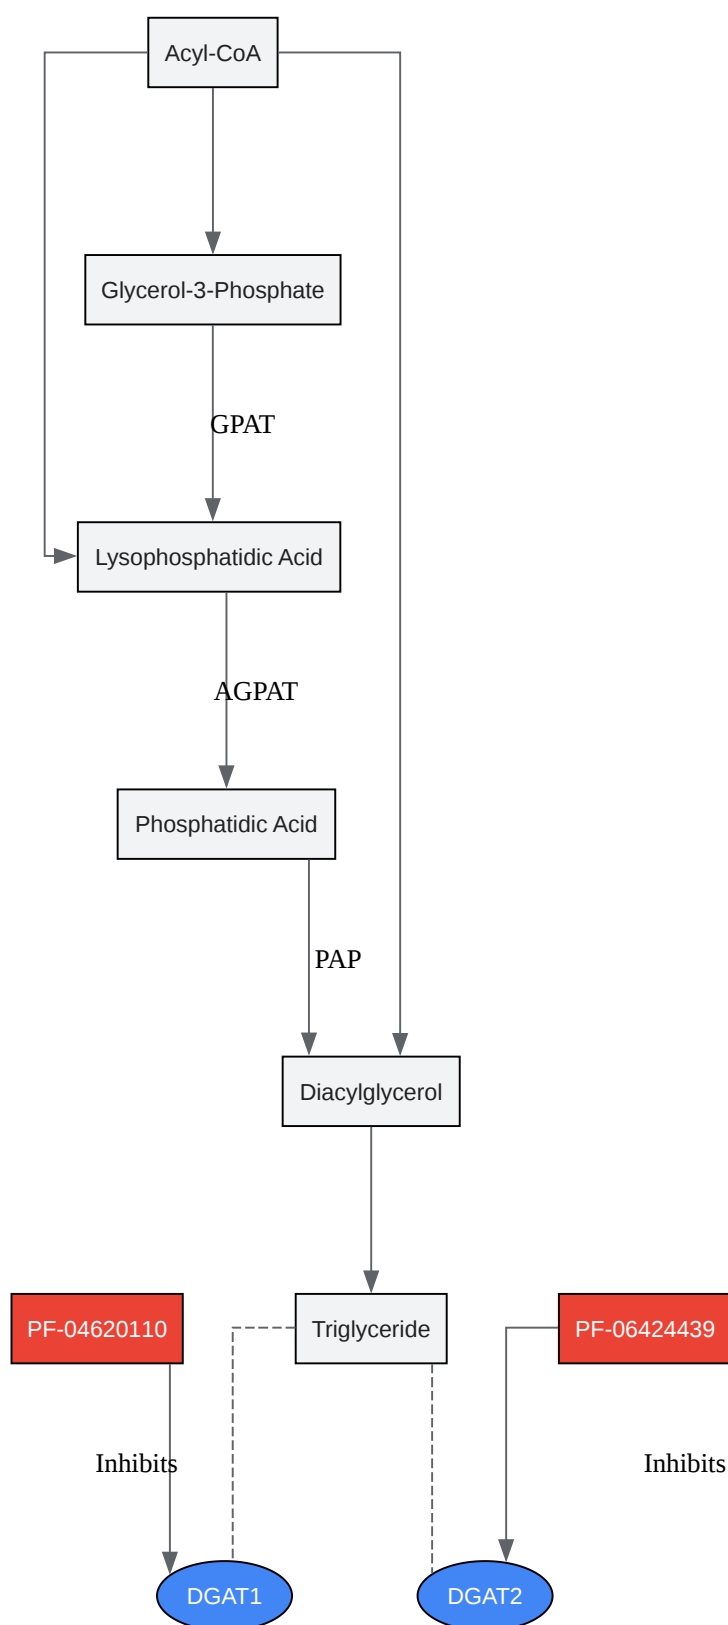 Acyl-CoA
Glycerol-3-Phosphate
GPAT
Lysophosphatidic Acid
AGPAT
Phosphatidic Acid
PAP
Diacylglycerol
PF-04620110
Triglyceride
PF-06424439
Inhibits
Inhibits
DGAT1
DGAT2